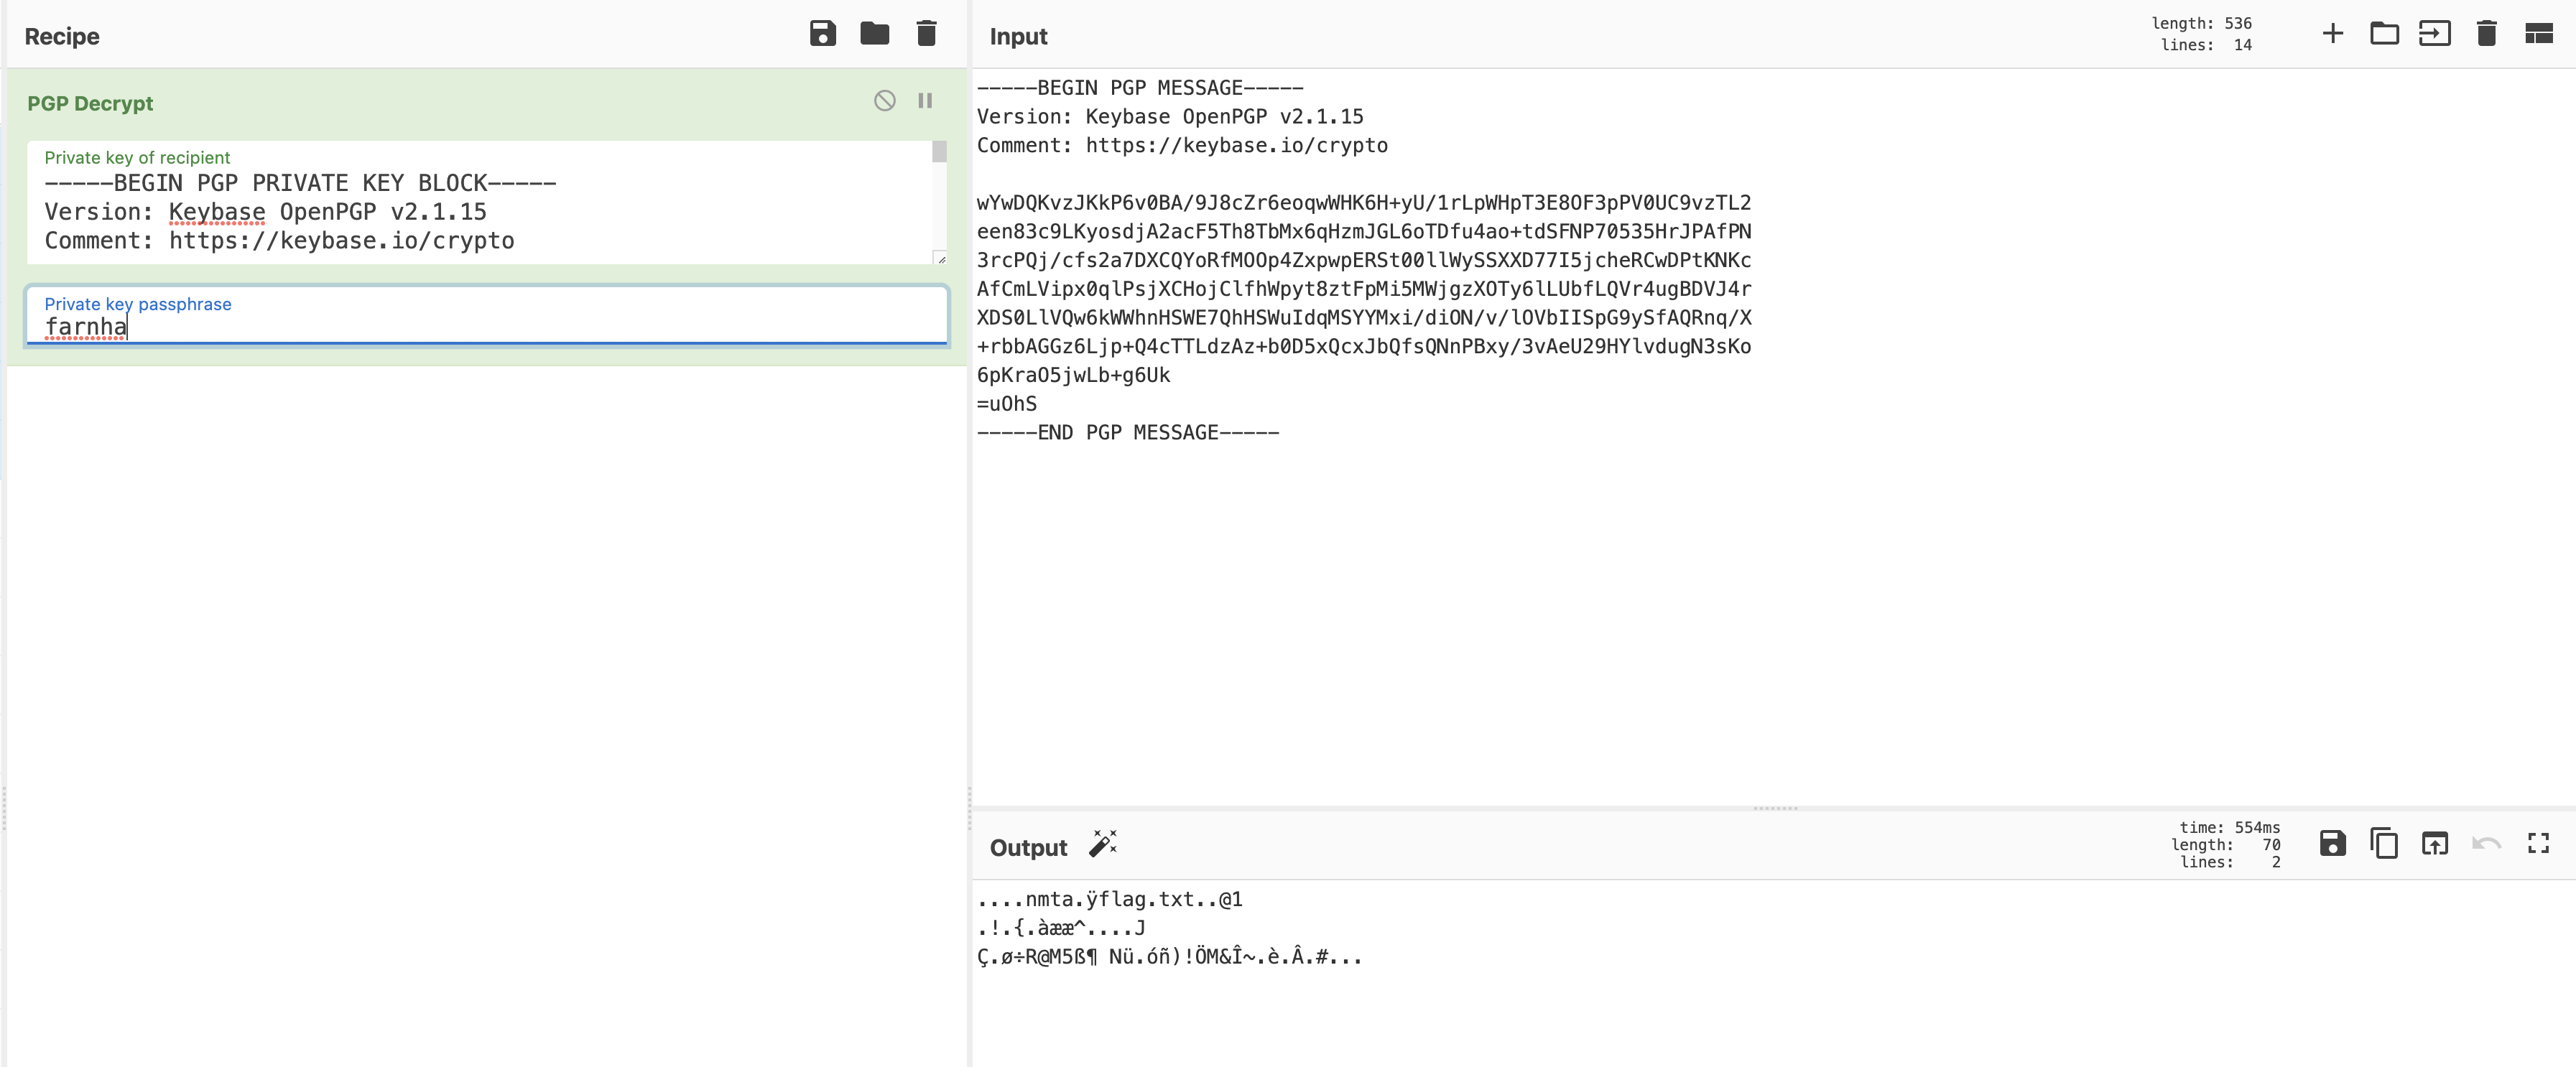 Recipe
PGP Decrypt
Private key of recipient
-----BEGIN PGP PRIVATE KEY BLOCK-----
Version: Keybase OpenPGP v2.1.15
Comment: https://keybase.io/crypto
Private key passphrase
farnha
Input
length: 536
lines: 14
-----BEGIN PGP MESSAGE-----
Version: Keybase OpenPGP v2.1.15
Comment: https://keybase.io/crypto
wYwDQKvzJKkP6v0BA/9J8cZr6eoqwWHK6H+yU/1rLpWHpT3E8OF3pPV0UC9vzTL2
een83c9LKyosdjA2acF5Th8TbMx6qHzmJGL6oTDfu4ao+tdSFNP70535HrJPAfPN
3rcPQj/cfs2a7DXCQYoRfMOOp4ZxpwpERSt00llWySSXXD77I5jcheRCwDPtKNKc
AfCmLVipx0qlPsjXCHojClfhWpyt8ztFpMi5MWjgzXOTy6lLUbfLQVr4ugBDVJ4r
XDS0LlVQw6kWWhnHSWE7QhHSWuIdqMSYYMxi/diON/v/lOVbIISpG9ySfAQRnq/X
+rbbAGGz6Ljp+Q4cTTLdzAz+b0D5xQcxJbQfsQNnPBxy/3vAeU29HYlvdugN3sKo
6pKraO5jwLb+g6Uk
=uOhS
-----END PGP MESSAGE-----
Output
time: 554ms
length: 70
lines: 2
....nmta.ÿflag.txt..@1
.!.{.àææ^....J
Ç.ø÷R@M5ß¶ Nü.óñ)!ÖM&Î~.è.Â.#...